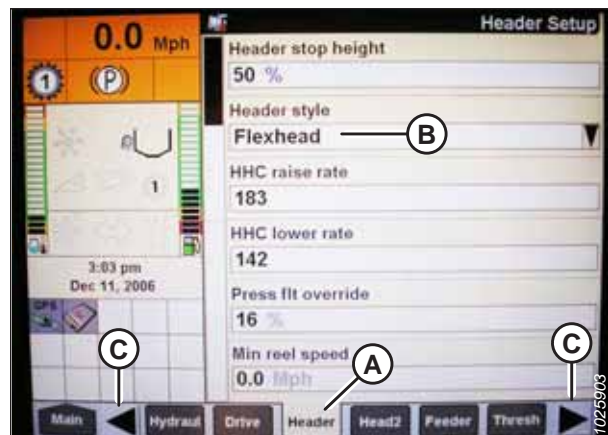 Header Setup
0.0 Mph
1
P
1
3:03 pm
Dec 11, 2006
GPS
Header stop height
50 %
Header style
Flexhead
B
HHC raise rate
183
HHC lower rate
142
Press flt override
16 %
Min reel speed
0.0 Mph
A
C
C
Main
Hydraul
Drive
Header
Head2
Feeder
Thresh
1025903